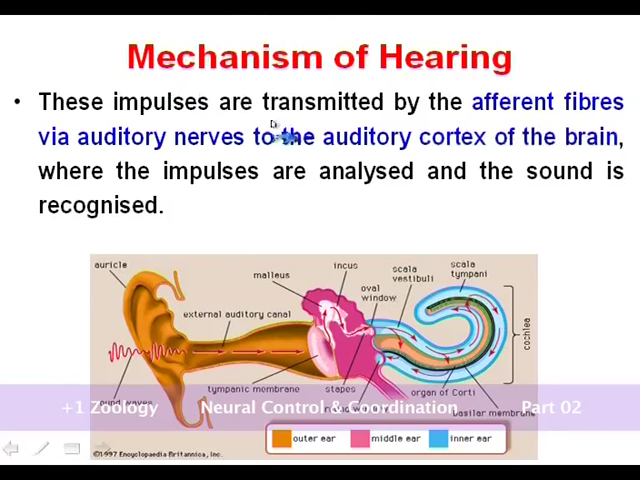 Mechanism of Hearing
• These impulses are transmitted by the afferent fibres
via auditory nerves to the auditory cortex of the brain,
where the impulses are analysed and the sound is
recognised.
auricle
malleus
incus
oval
window
scala
vestibuli
scala
tympani
external auditory canal
cochlea
tympanic membrane
stapes
organ of Corti
basilar membrane
+1 Zoology Neural Control & Coordination Part 02
outer ear middle ear inner ear
©1997 Encyclopaedia Britannica, Inc.